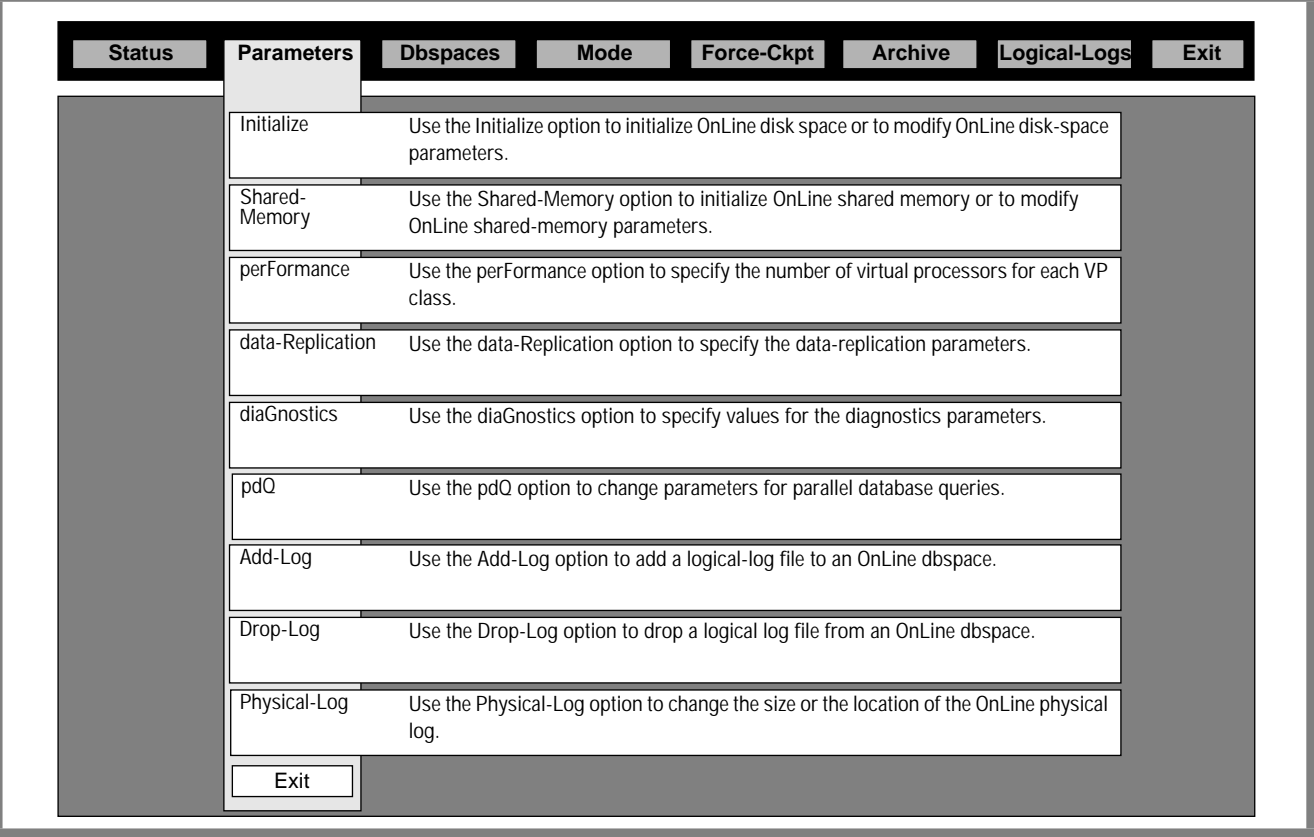 Status Parameters Dbspaces Mode Force-Ckpt Archive Logical-Logs Exit
Initialize Use the Initialize option to initialize OnLine disk space or to modify OnLine disk-space
parameters.
Shared- Use the Shared-Memory option to initialize OnLine shared memory or to modify
Memory OnLine shared-memory parameters.
perFormance Use the perFormance option to specify the number of virtual processors for each VP
class.
data-Replication Use the data-Replication option to specify the data-replication parameters.
diaGnostics Use the diaGnostics option to specify values for the diagnostics parameters.
pdQ Use the pdQ option to change parameters for parallel database queries.
Add-Log Use the Add-Log option to add a logical-log file to an OnLine dbspace.
Drop-Log Use the Drop-Log option to drop a logical log file from an OnLine dbspace.
Physical-Log Use the Physical-Log option to change the size or the location of the OnLine physical
log.
Exit